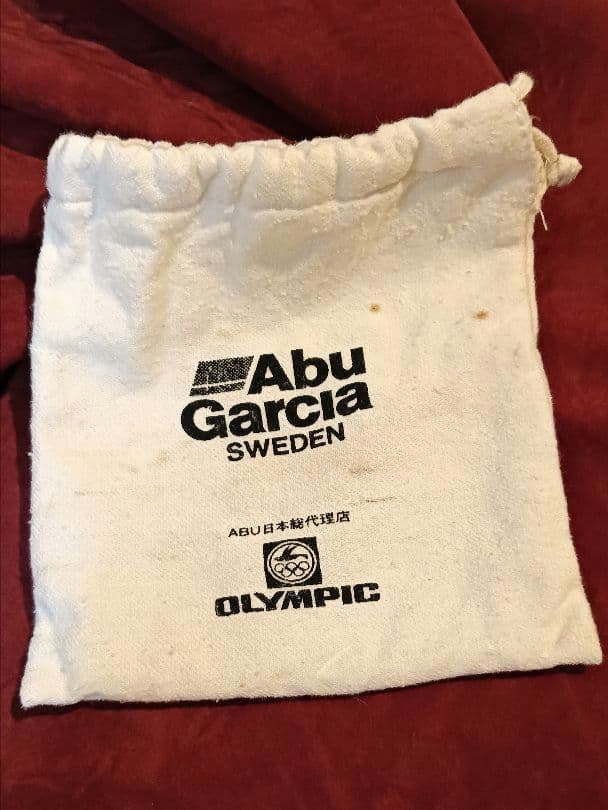 Abu
Garcia
SWEDEN
ABU日本総代理店
OLYMPIC